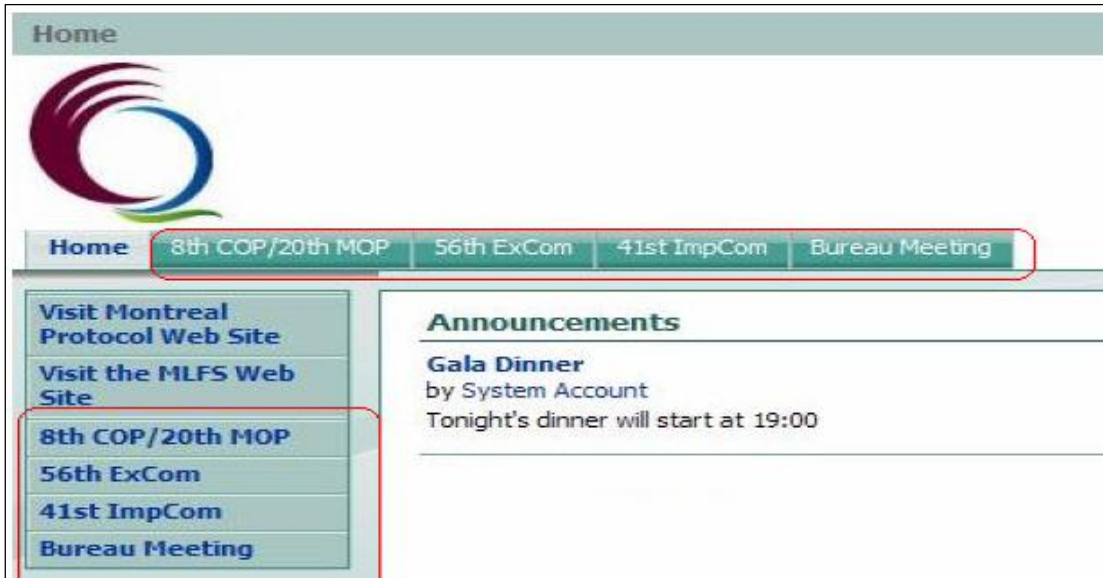 Home
Home 8th COP/20th MOP 56th ExCom 41st ImpCom Bureau Meeting
Visit Montreal
Protocol Web Site
Visit the MLFS Web
Site
8th COP/20th MOP
56th ExCom
41st ImpCom
Bureau Meeting
Announcements
Gala Dinner
by System Account
Tonight's dinner will start at 19:00